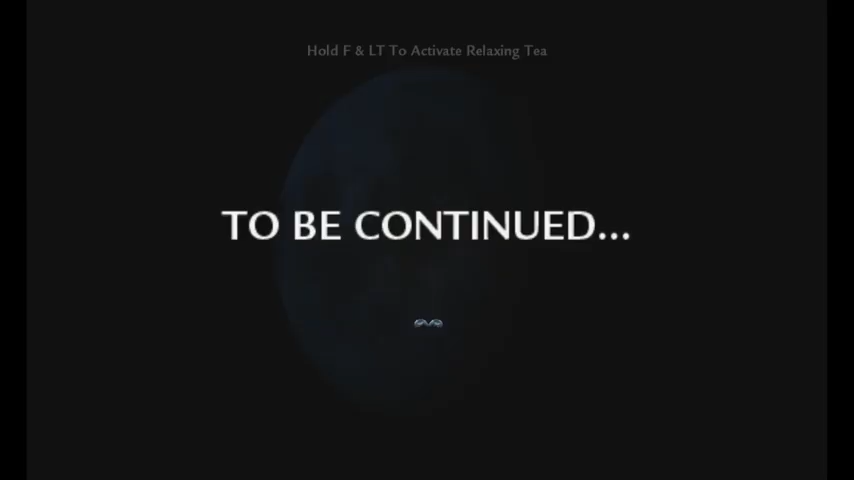 Hold F & LT To Activate Relaxing Tea
TO BE CONTINUED...